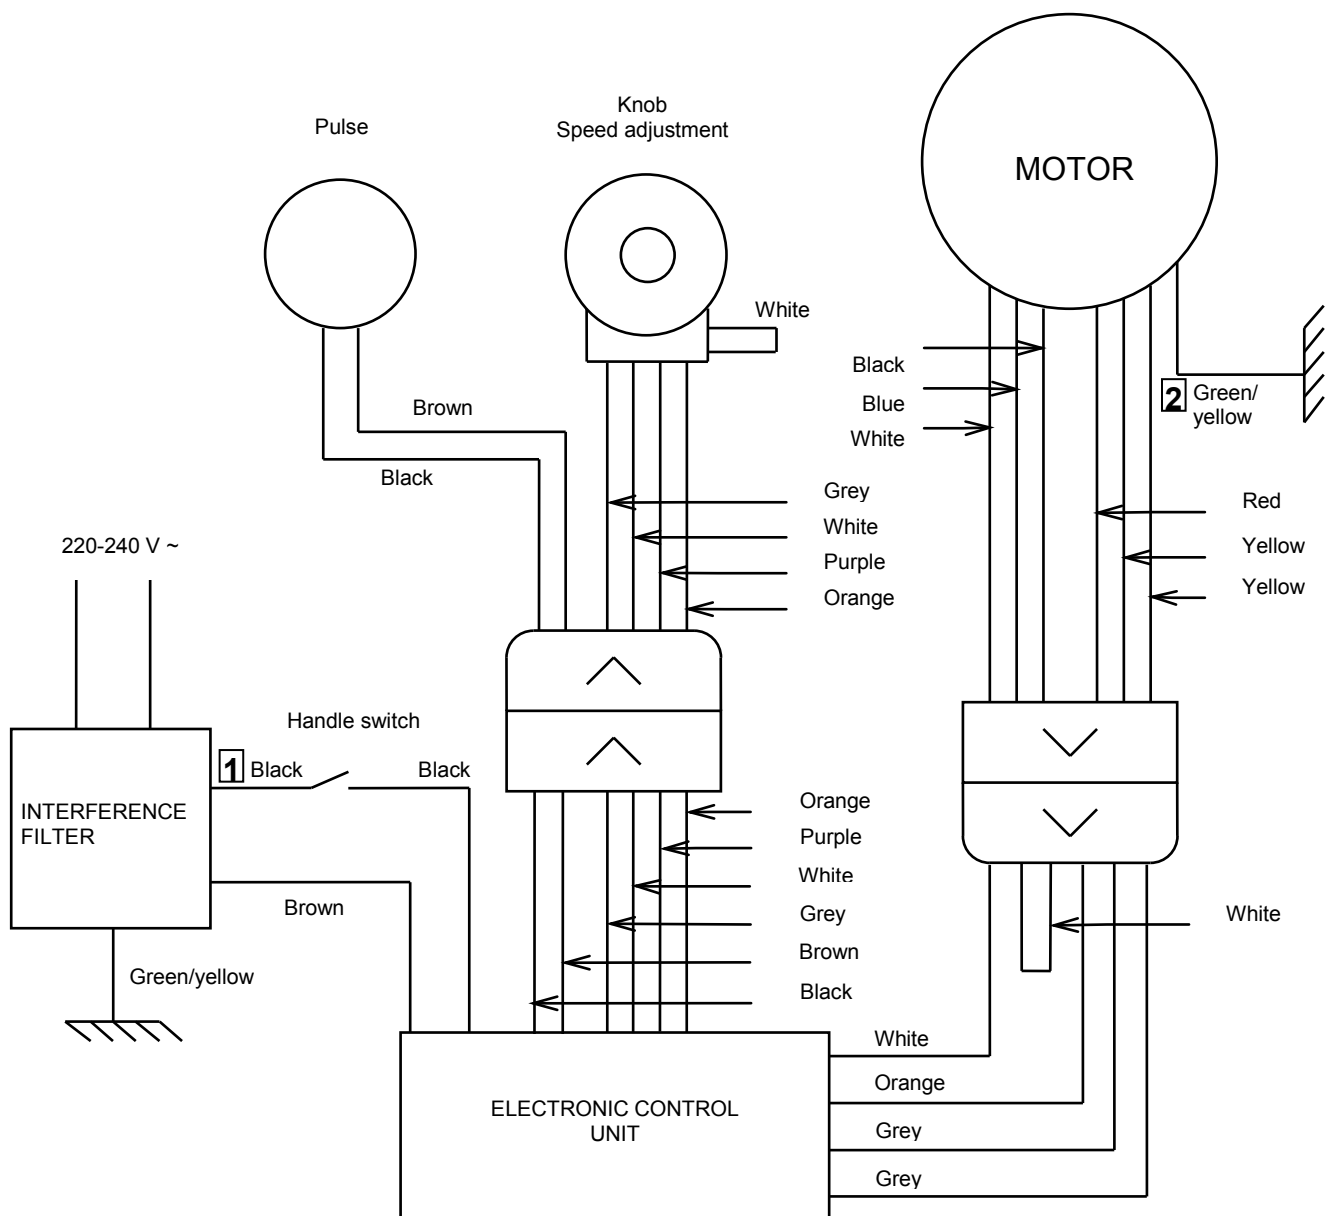 Pulse
Knob
Speed adjustment
MOTOR
White
Black
Blue
White
2
Green/
yellow
Brown
Black
Grey
White
Purple
Orange
Red
Yellow
Yellow
220-240 V ~
Handle switch
1
Black
Black
INTERFERENCE
FILTER
Brown
Green/yellow
Orange
Purple
White
Grey
Brown
Black
White
ELECTRONIC CONTROL
UNIT
White
Orange
Grey
Grey